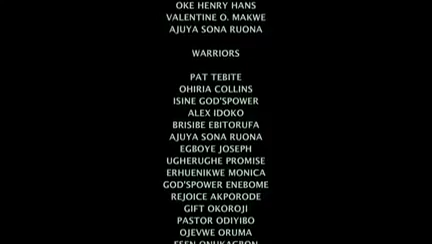 OKE HENRY HANS
VALENTINE O. MAKWE
AJUYA SONA RUONA
WARRIORS
PAT TEBITE
OHIRIA COLLINS
ISINE GOD'SPOWER
ALEX IDOKO
BRISIBE EBITORUFA
AJUYA SONA RUONA
EGBOYE JOSEPH
UGHERUGHE PROMISE
ERHUENIKWE MONICA
GOD'SPOWER ENEBOME
REJOICE AKPORODE
GIFT OKOROJI
PASTOR ODIYIBO
OJEVWE ORUMA